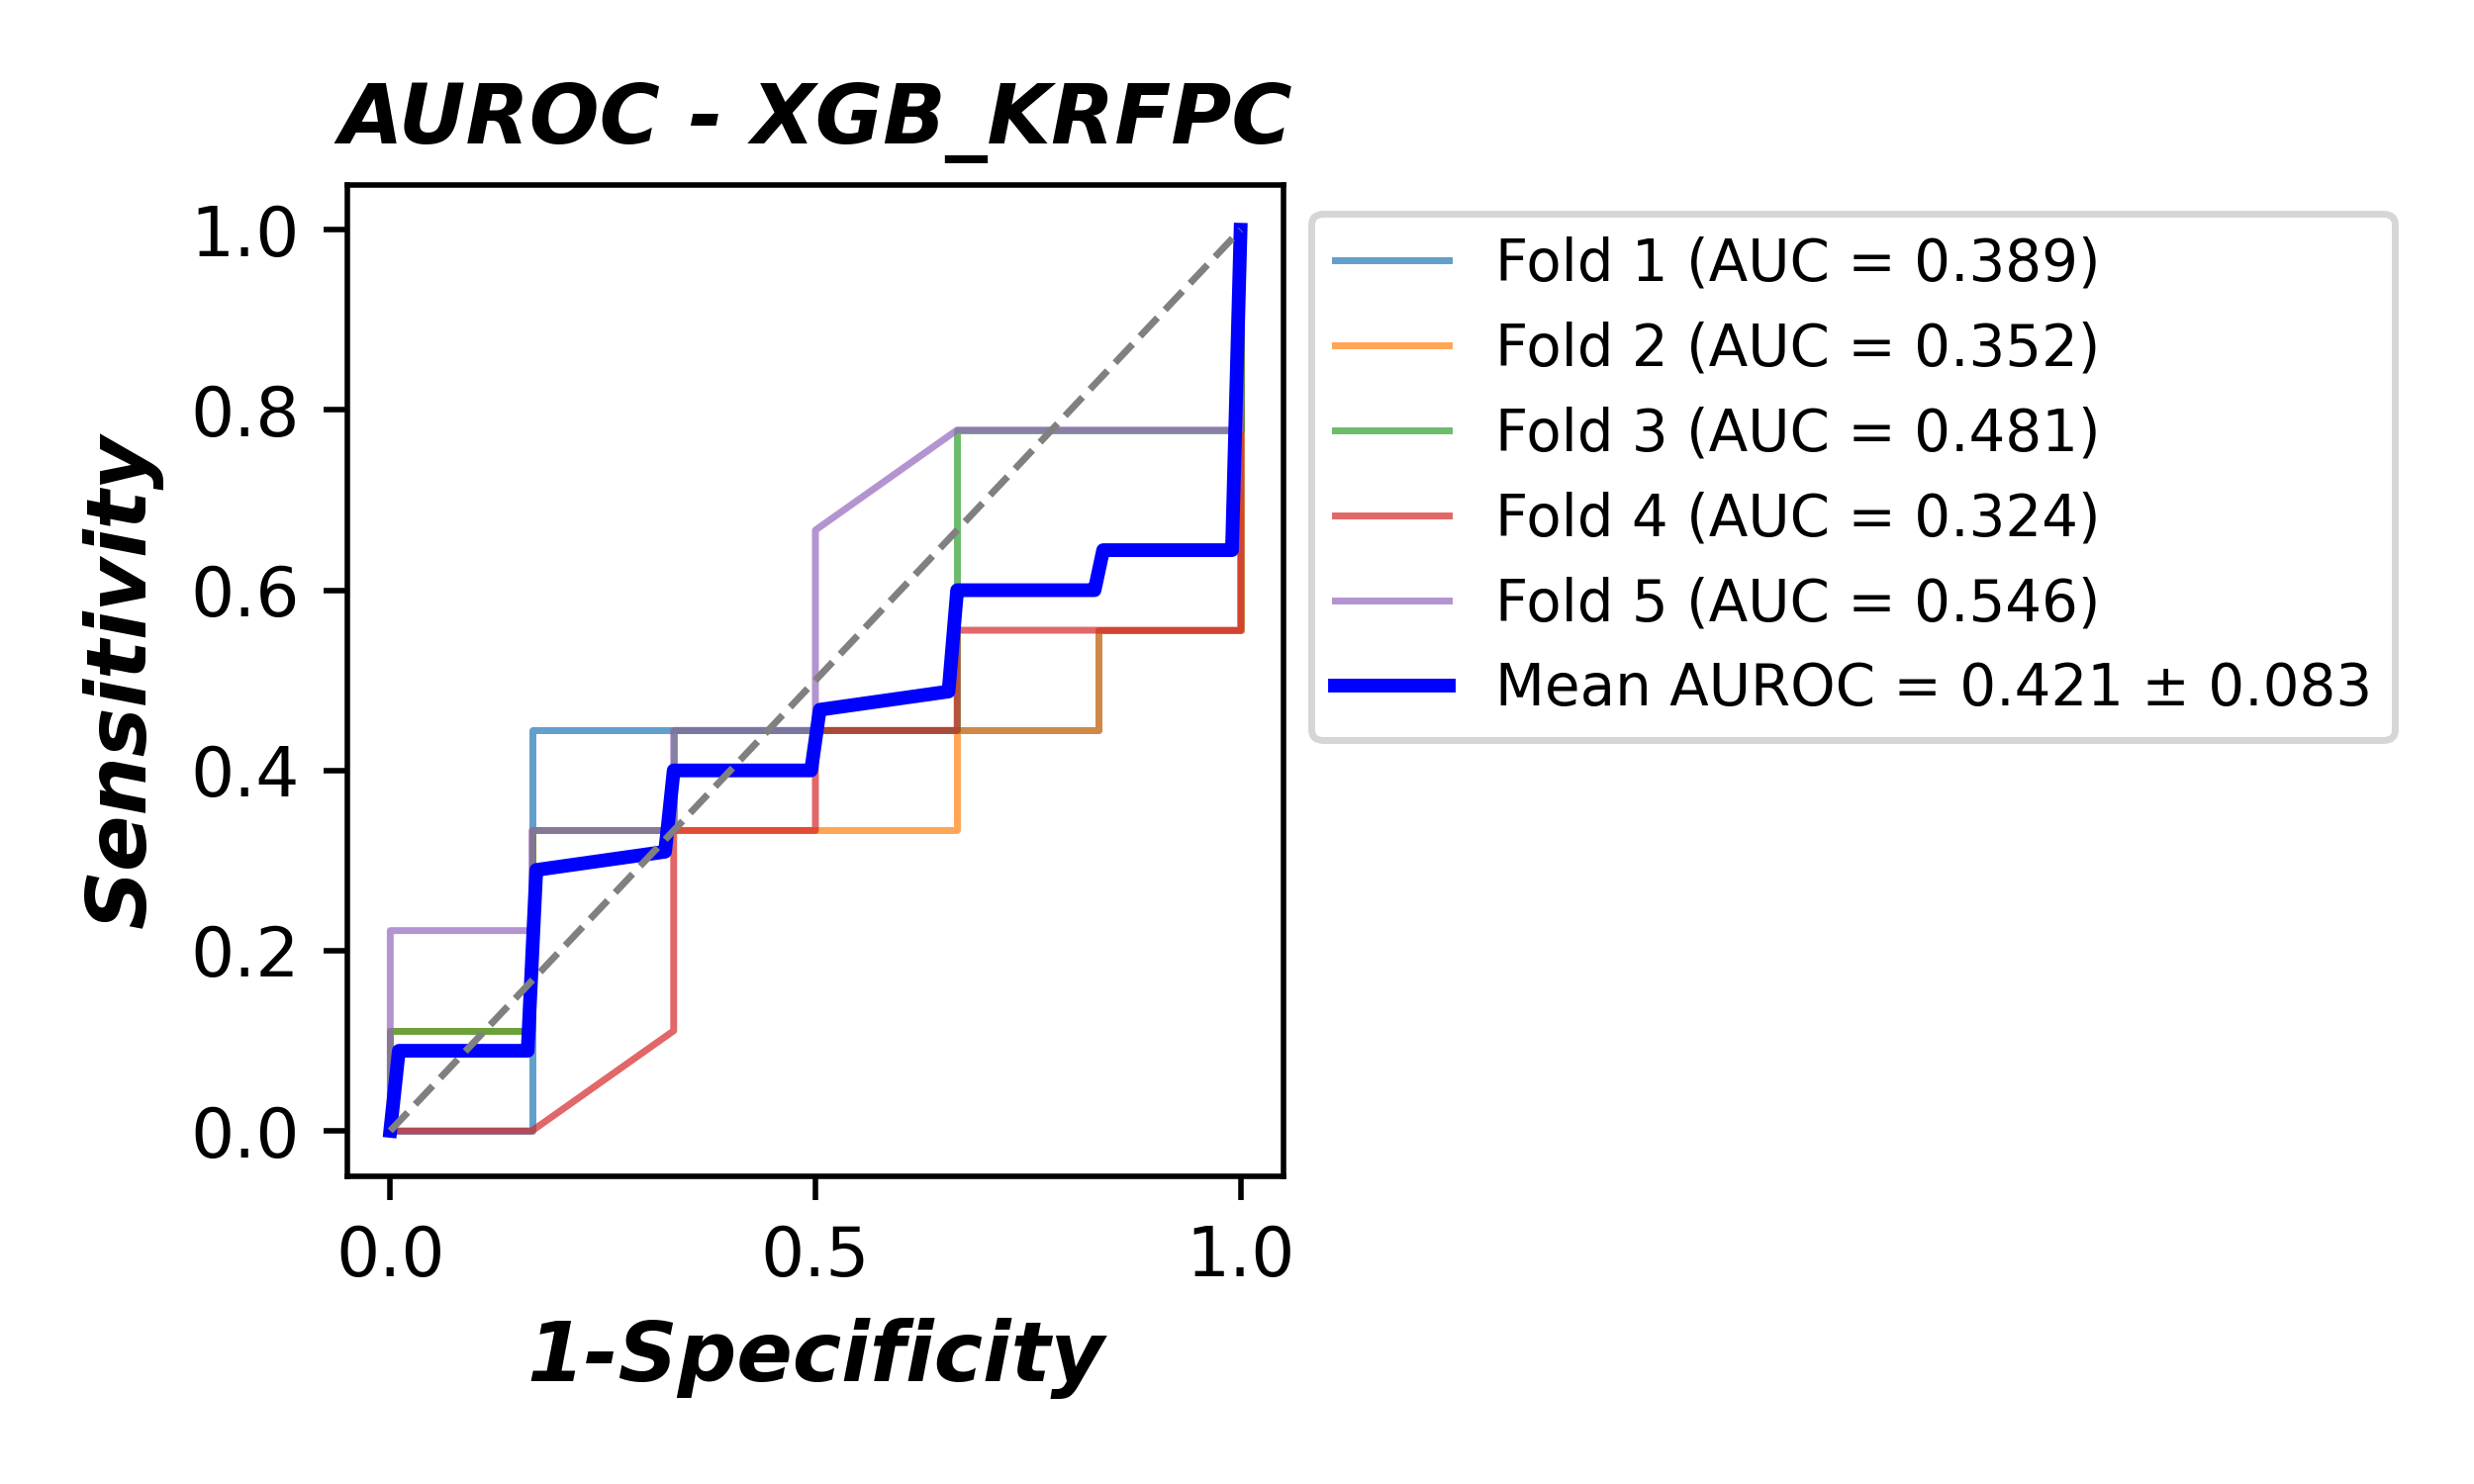 AUROC - XGB_KRFPC
Sensitivity
1.0
0.8
0.6
0.4
0.2
0.0
0.0 0.5 1.0
1-Specificity
Fold 1 (AUC = 0.389)
Fold 2 (AUC = 0.352)
Fold 3 (AUC = 0.481)
Fold 4 (AUC = 0.324)
Fold 5 (AUC = 0.546)
Mean AUROC = 0.421 ± 0.083